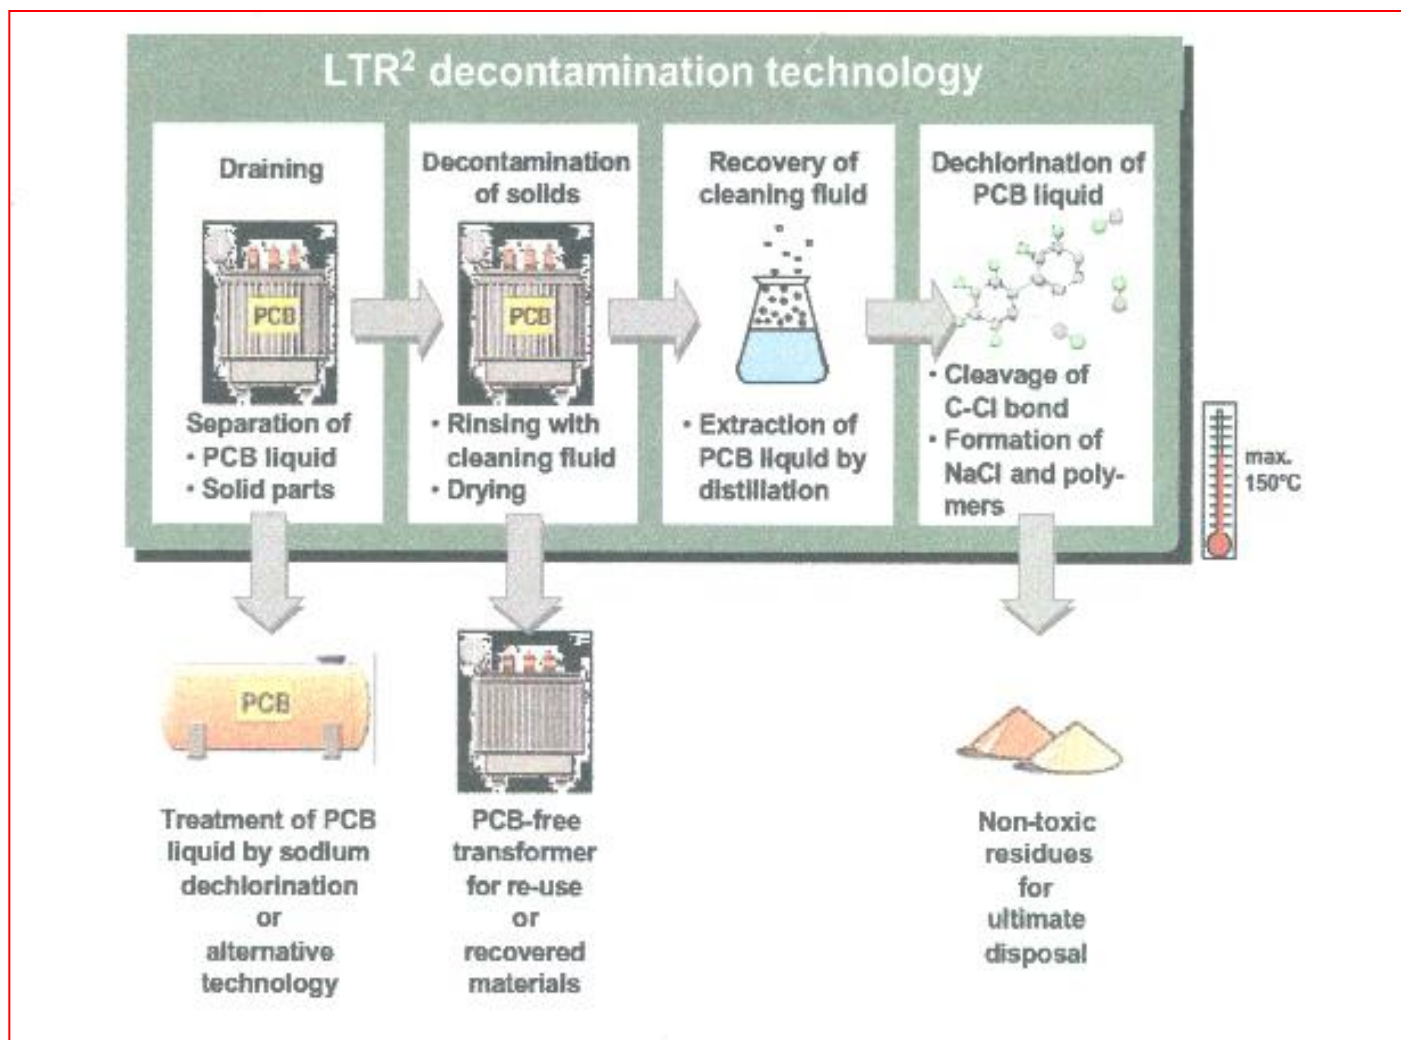 LTR² decontamination technology
Draining
PCB
Separation of
• PCB liquid
• Solid parts
Decontamination
of solids
PCB
• Rinsing with
cleaning fluid
• Drying
Recovery of
cleaning fluid
• Extraction of
PCB liquid by
distillation
Dechlorination of
PCB liquid
• Cleavage of
C-Cl bond
• Formation of
NaCl and poly-
mers
max.
150°C
PCB
Treatment of PCB
liquid by sodium
dechlorination
or
alternative
technology
PCB-free
transformer
for re-use
or
recovered
materials
Non-toxic
residues
for
ultimate
disposal